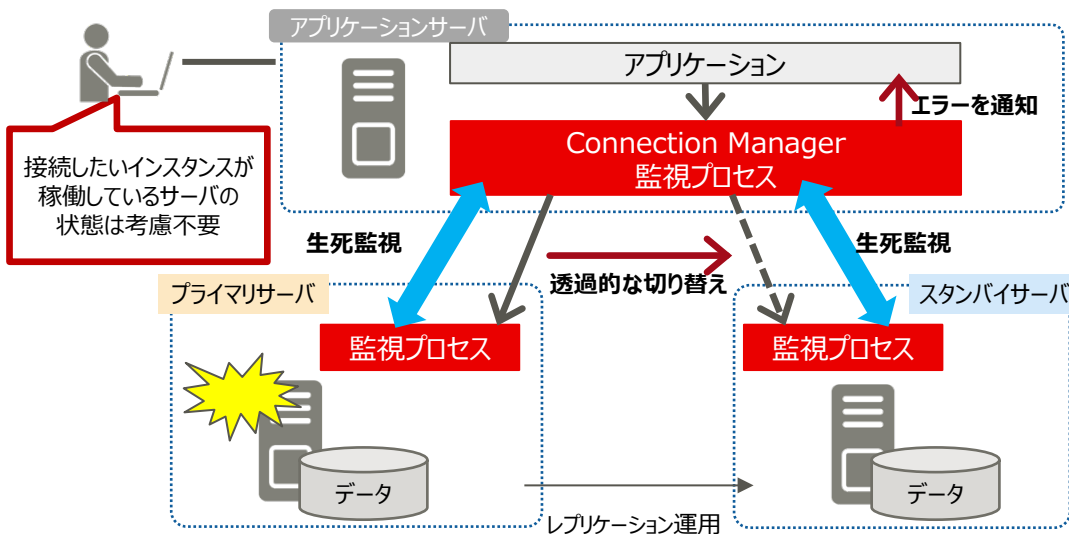 アプリケーションサーバ
アプリケーション
エラーを通知
Connection Manager
監視プロセス
接続したいインスタンスが
稼働しているサーバの
状態は考慮不要
生死監視
生死監視
透過的な切り替え
プライマリサーバ
スタンバイサーバ
監視プロセス
監視プロセス
データ
データ
レプリケーション運用